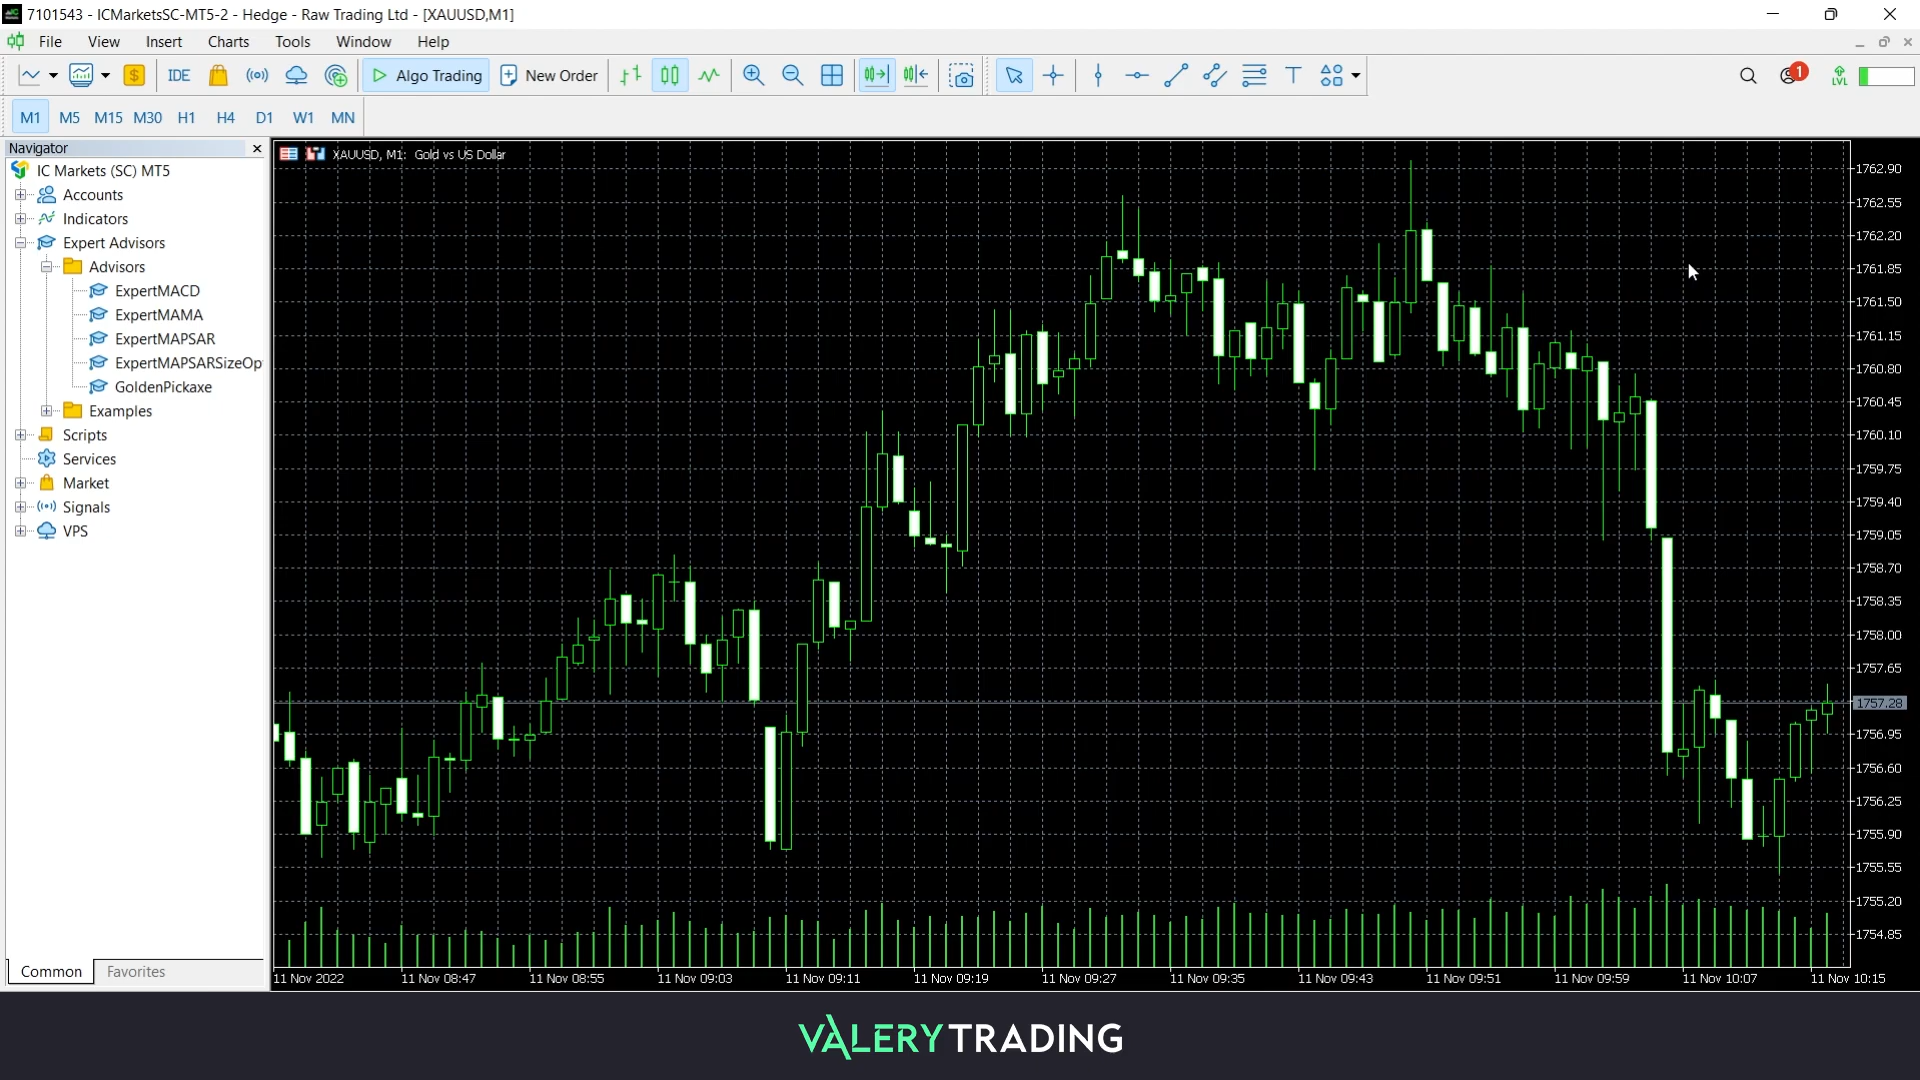 7101543 - ICMarketsSC-MT5-2 - Hedge - Raw Trading Ltd - [XAUUSD,M1]
File View Insert Charts Tools Window Help
IDE Algo Trading New Order 1 LVL
M1 M5 M15 M30 H1 H4 D1 W1 MN
Navigator
IC Markets (SC) MT5
Accounts
Indicators
Expert Advisors
Advisors
ExpertMACD
ExpertMAMA
ExpertMAPSAR
ExpertMAPSARSizeOp
GoldenPickaxe
Examples
Scripts
Services
Market
Signals
VPS
Common Favorites
XAUUSD, M1: Gold vs US Dollar
1762.90
1762.55
1762.20
1761.85
1761.50
1761.15
1760.80
1760.45
1760.10
1759.75
1759.40
1759.05
1758.70
1758.35
1758.00
1757.65
1757.28
1756.95
1756.60
1756.25
1755.90
1755.55
1755.20
1754.85
11 Nov 2022 11 Nov 08:47 11 Nov 08:55 11 Nov 09:03 11 Nov 09:11 11 Nov 09:19 11 Nov 09:27 11 Nov 09:35 11 Nov 09:43 11 Nov 09:51 11 Nov 09:59 11 Nov 10:07 11 Nov 10:15
VALERYTRADING